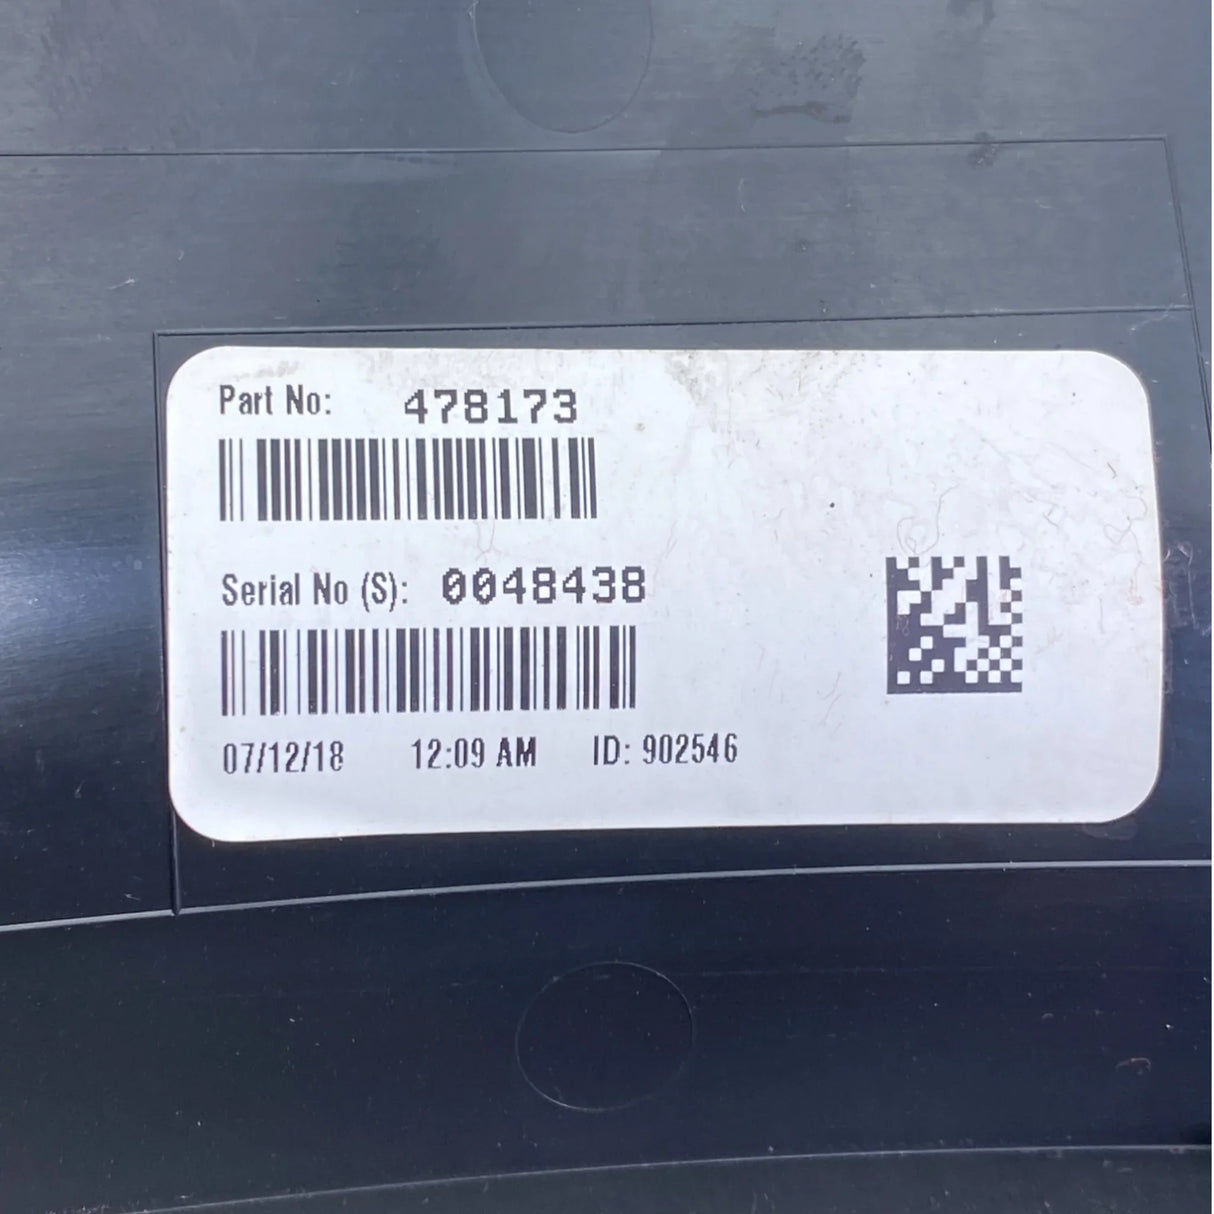 Part No: 478173
Serial No (S): 0048438
07/12/18 12:09 AM ID: 902546